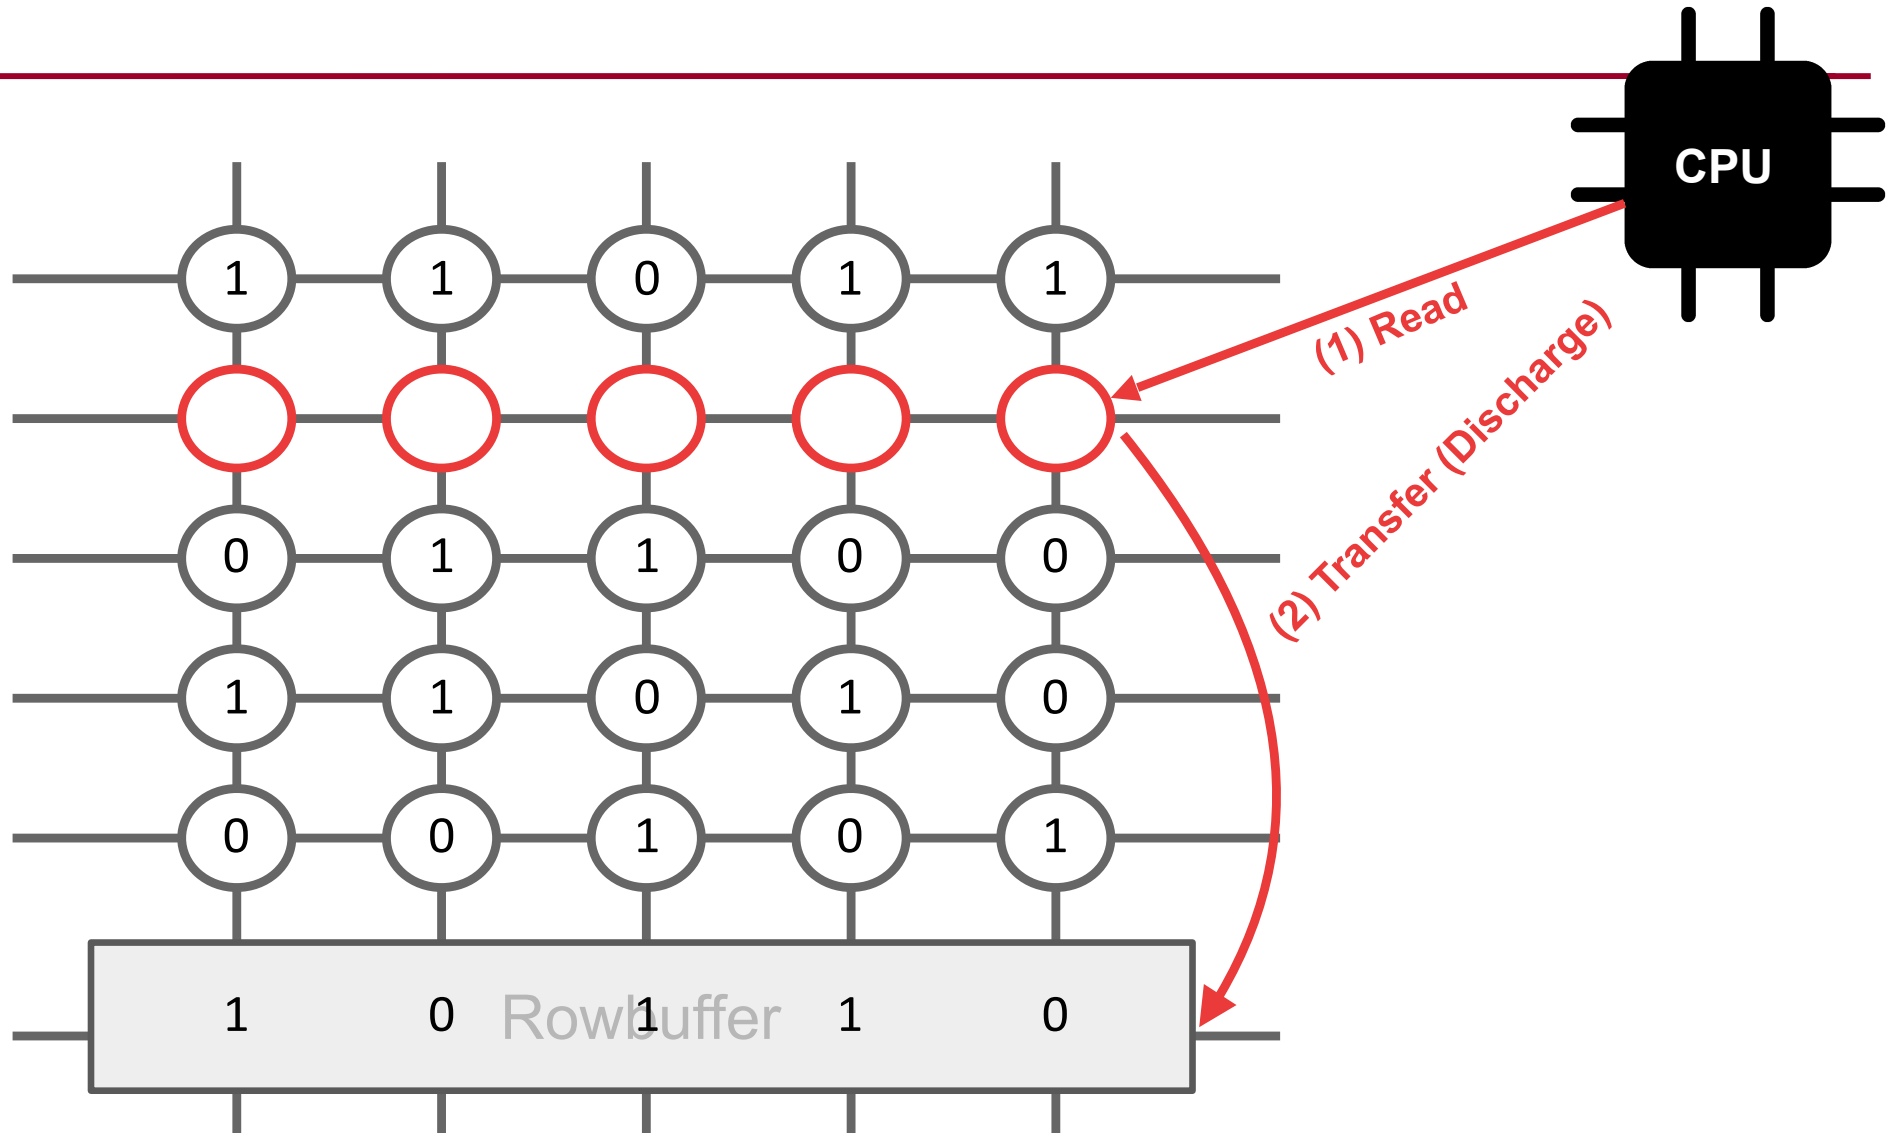 CPU
1 1 0 1 1
(1) Read
(2) Transfer (Discharge)
0 1 1 0 0
1 1 0 1 0
0 0 1 0 1
Rowbuffer
1 0 1 1 0